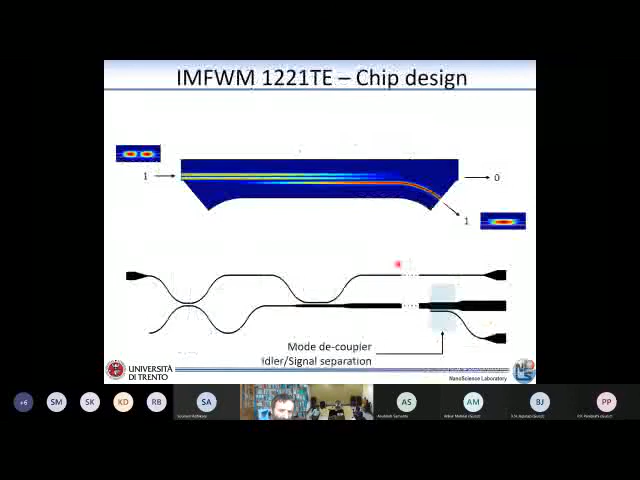 IMFWM 1221TE – Chip design
1
0
1
Mode de-coupler
Idler/Signal separation
UNIVERSITÀ
DI TRENTO
NanoScience Laboratory
+6
SM
SK
KD
RB
SA
AS
AM
BJ
PP